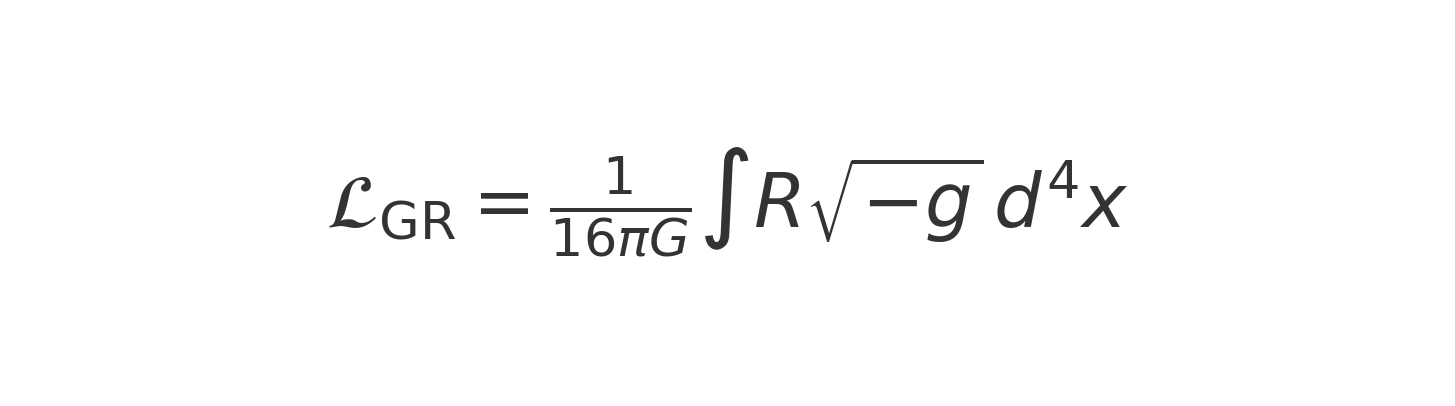 ℒ_GR = 1/(16πG) ∫ R√(−g) d⁴x